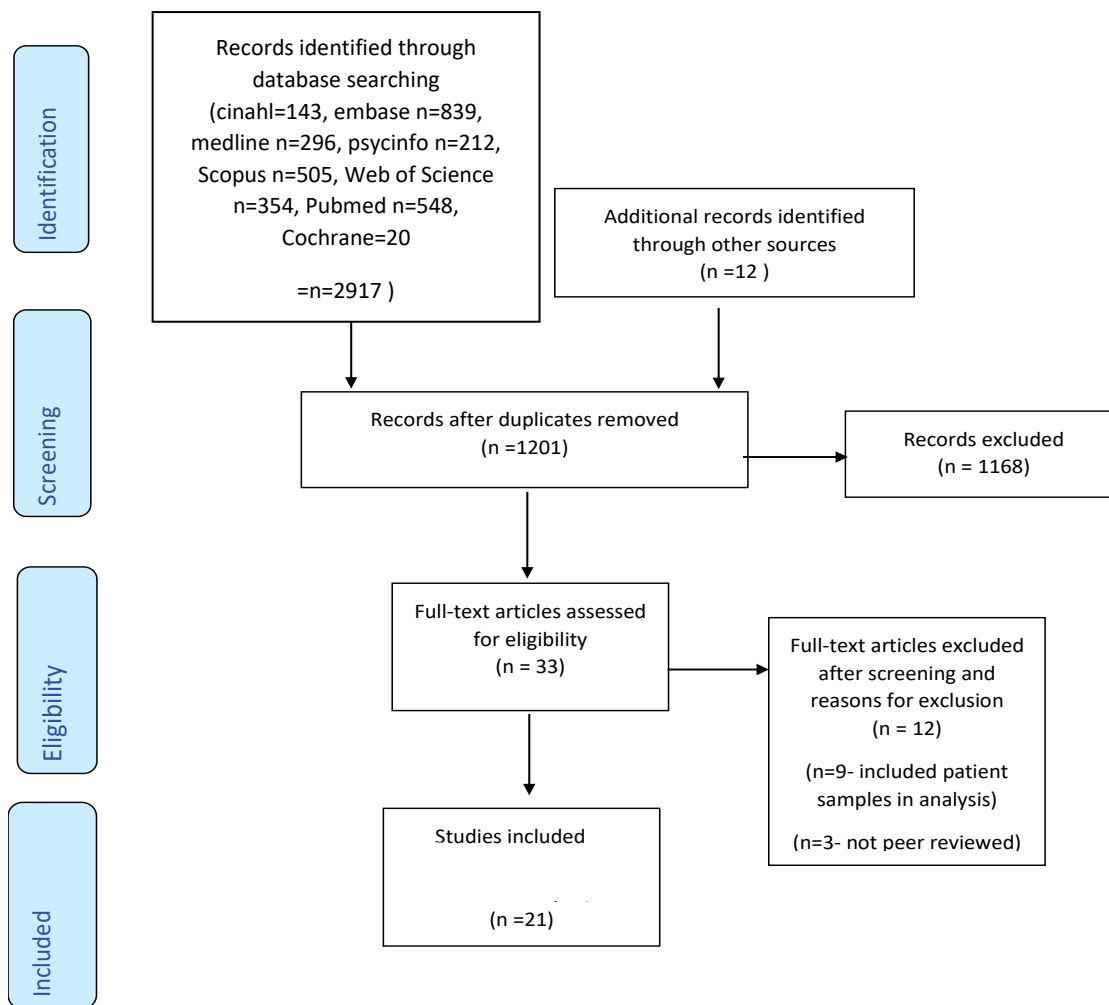 Identification
Records identified through
database searching
(cinahl=143, embase n=839,
medline n=296, psycinfo n=212,
Scopus n=505, Web of Science
n=354, Pubmed n=548,
Cochrane=20
=n=2917 )
Additional records identified
through other sources
(n =12 )
Screening
Records after duplicates removed
(n =1201)
Records excluded
(n = 1168)
Eligibility
Full-text articles assessed
for eligibility
(n = 33)
Full-text articles excluded
after screening and
reasons for exclusion
(n = 12)
(n=9- included patient
samples in analysis)
(n=3- not peer reviewed)
Included
Studies included
(n =21)